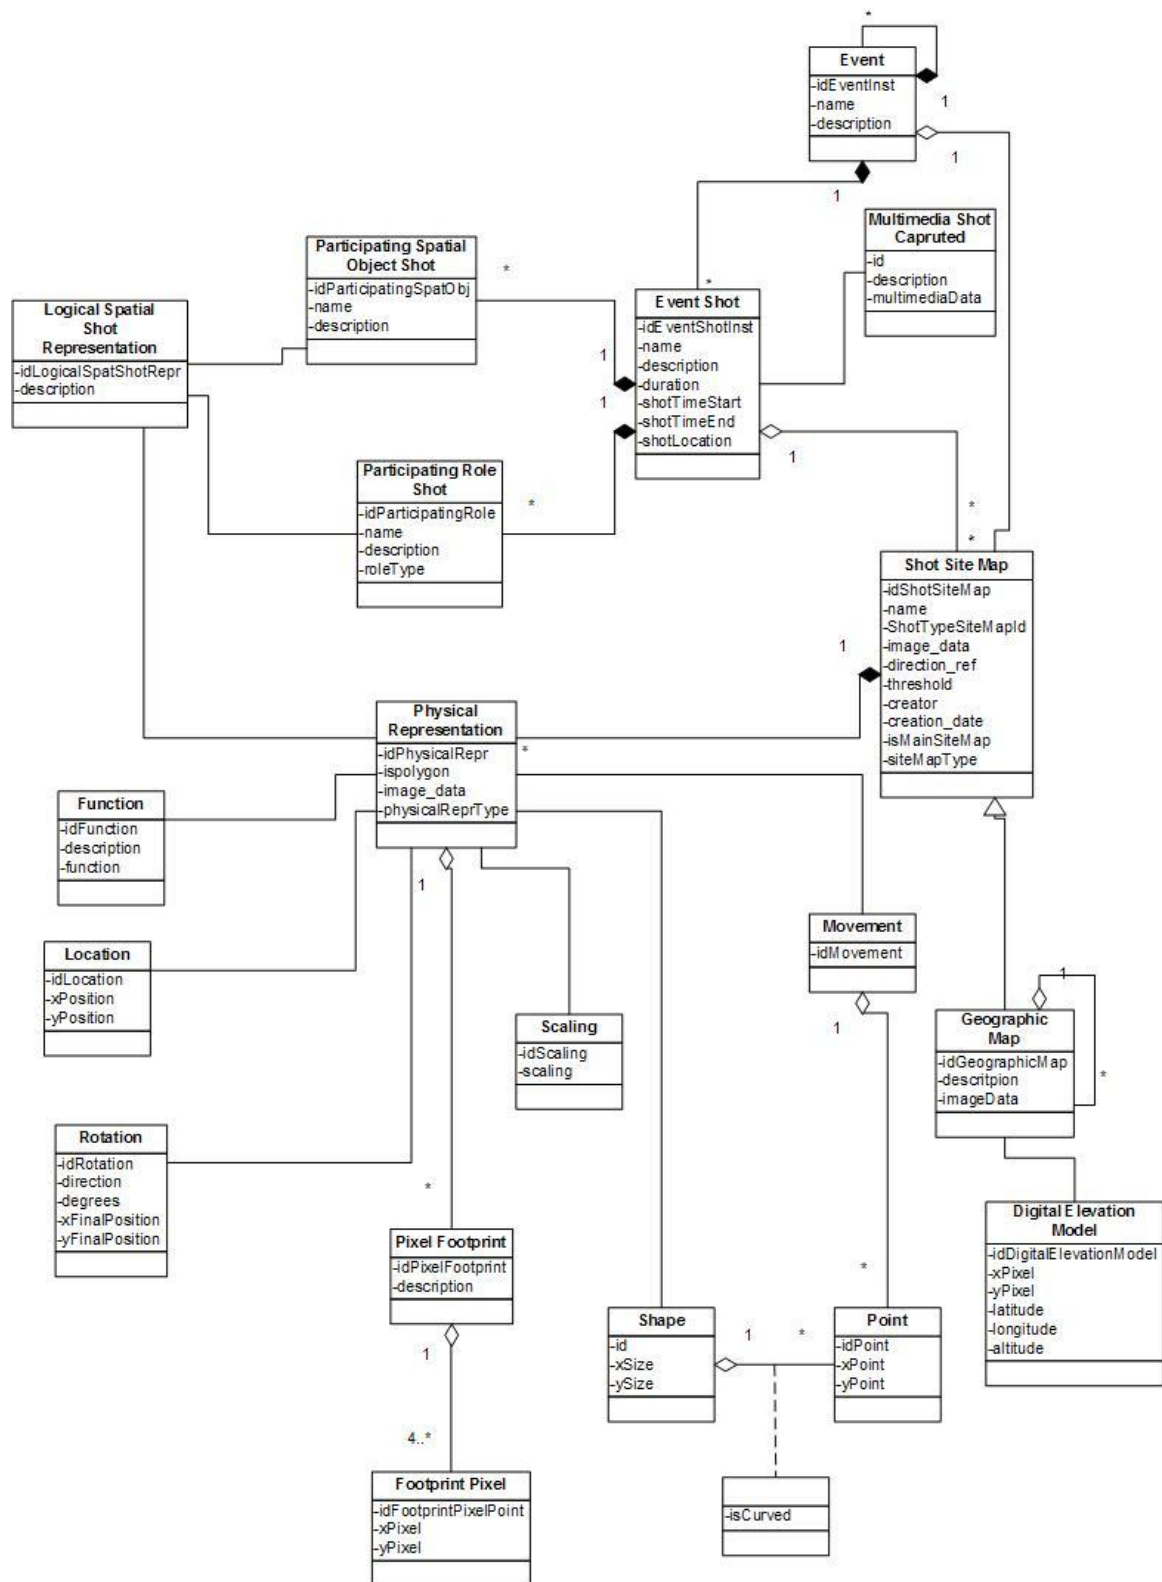 *
Event
-idEventInst
-name
-description
1
1
1
Multimedia Shot
Capruted
-id
-description
-multimediaData
Participating Spatial
Object Shot
-idParticipatingSpatObj
-name
-description
*
*
Event Shot
-idEventShotInst
-name
-description
-duration
-shotTimeStart
-shotTimeEnd
-shotLocation
1
1
1
Logical Spatial
Shot
Representation
-idLogicalSpatShotRepr
-description
Participating Role
Shot
-idParticipatingRole
-name
-description
-roleType
*
*
*
Shot Site Map
-idShotSiteMap
-name
-ShotTypeSiteMapId
-image_data
-direction_ref
-threshold
-creator
-creation_date
-isMainSiteMap
-siteMapType
1
Physical
Representation
-idPhysicalRepr
-ispolygon
-image_data
-physicalReprType
*
1
Function
-idFunction
-description
-function
Location
-idLocation
-xPosition
-yPosition
Movement
-idMovement
1
Scaling
-idScaling
-scaling
1
Geographic
Map
-idGeographicMap
-descritpion
-imageData
*
Rotation
-idRotation
-direction
-degrees
-xFinalPosition
-yFinalPosition
*
Pixel Footprint
-idPixelFootprint
-description
1
Digital Elevation
Model
-idDigitalElevationModel
-xPixel
-yPixel
-latitude
-longitude
-altitude
*
Shape
-id
-xSize
-ySize
1
*
Point
-idPoint
-xPoint
-yPoint
4..*
Footprint Pixel
-idFootprintPixelPoint
-xPixel
-yPixel
-isCurved